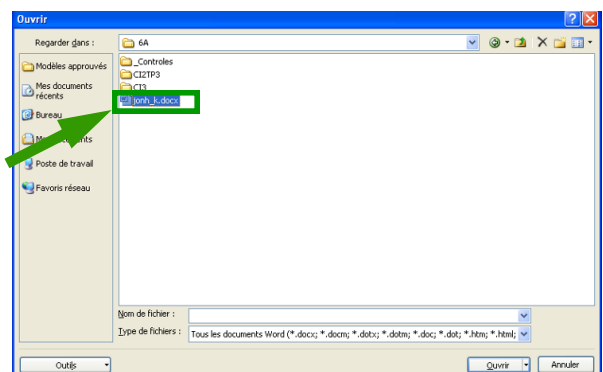 Ouvrir
Regarder dans :
6A
Modèles approuvés
Mes documents
récents
Bureau
Poste de travail
Favoris réseau
_Controles
CI2TP3
CI3
jonh_k.docx
Nom de fichier :
Type de fichiers :
Tous les documents Word (*.docx; *.docm; *.dotx; *.dotm; *.doc; *.dot; *.htm; *.html;
Outils
Ouvrir
Annuler